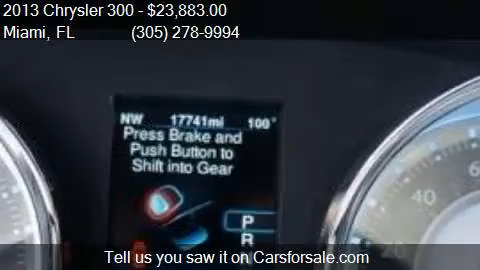 2013 Chrysler 300 - $23,883.00
Miami, FL (305) 278-9994
NW 17741mi 100°
Press Brake and
Push Button to
Shift into Gear
P
R
40
Tell us you saw it on Carsforsale.com